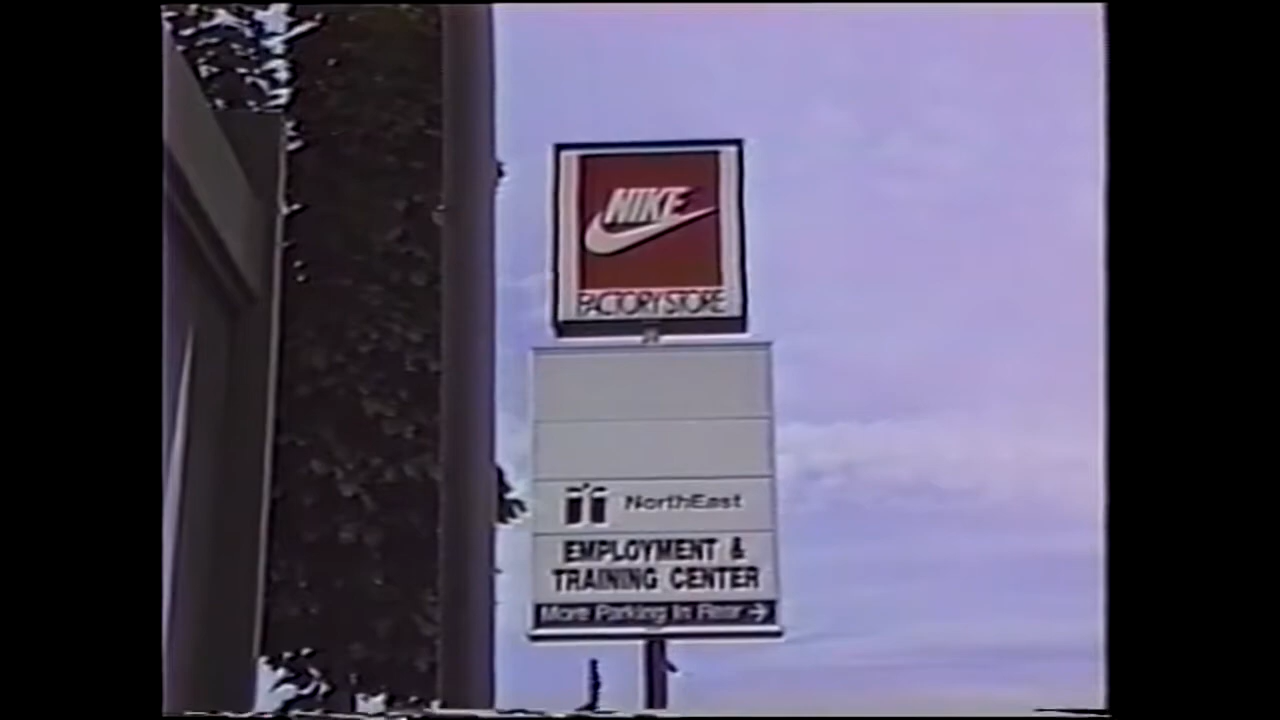 NIKE
FACTORY STORE
NorthEast
EMPLOYMENT &
TRAINING CENTER
More Parking In Rear →